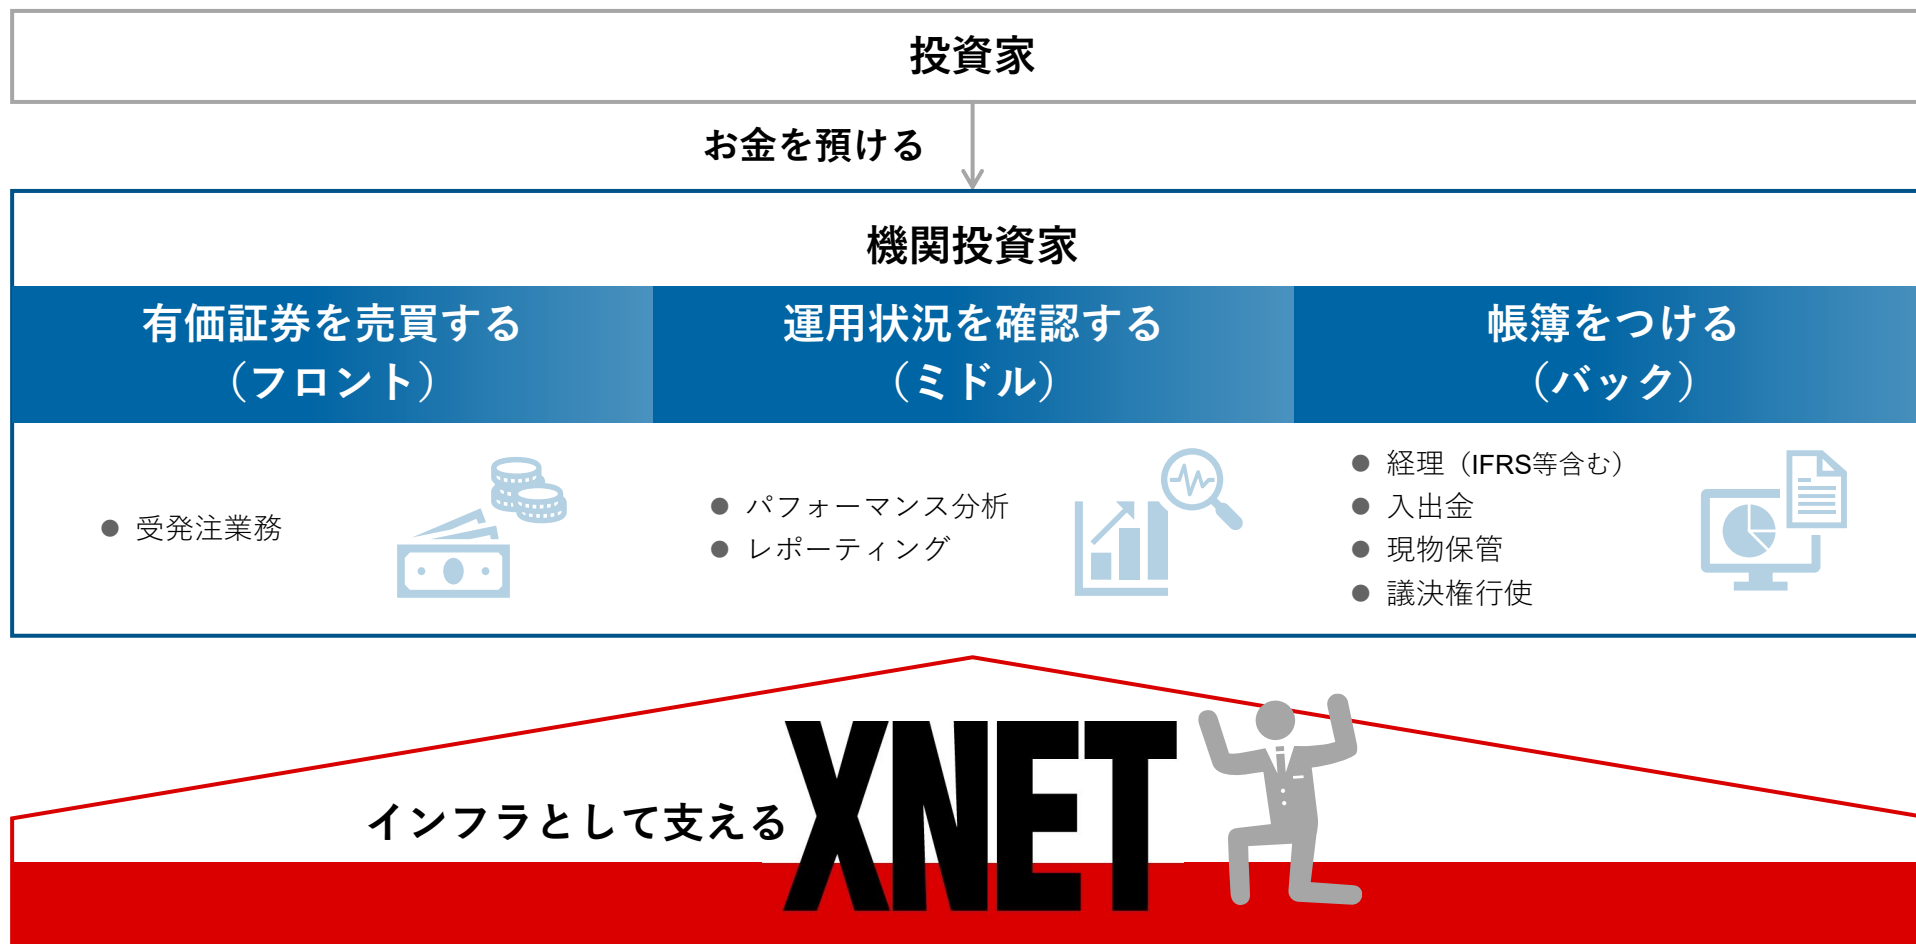 投資家
お金を預ける
機関投資家
有価証券を売買する
（フロント）
運用状況を確認する
（ミドル）
帳簿をつける
（バック）
● 受発注業務
● パフォーマンス分析
● レポーティング
● 経理（IFRS等含む）
● 入出金
● 現物保管
● 議決権行使
インフラとして支える
XNET